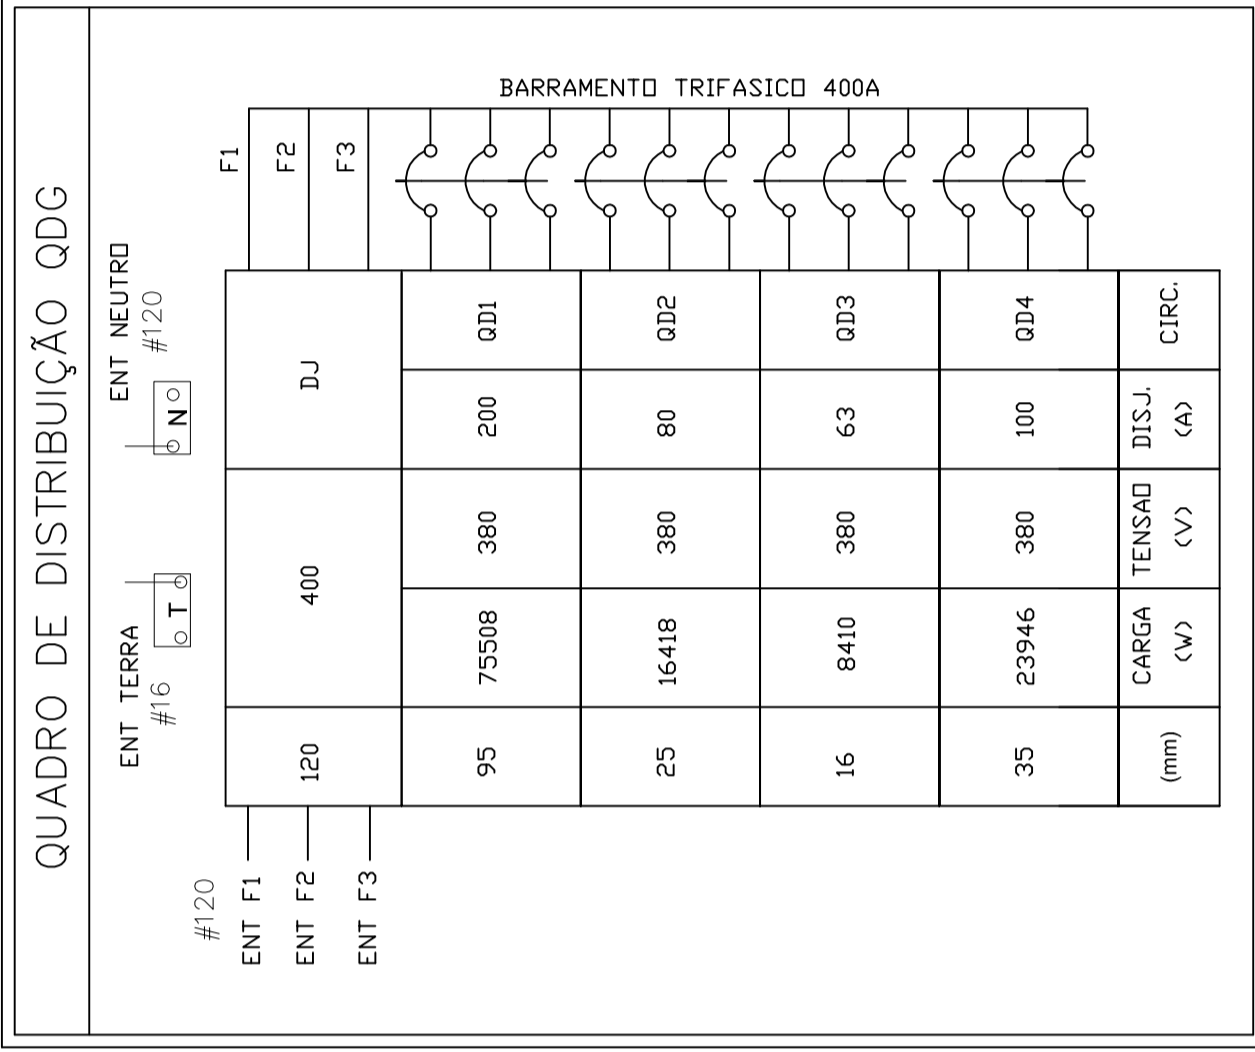 QUADRO DE DISTRIBUIÇÃO QDG
ENT TERRA
#16
T
ENT NEUTRO
#120
N
#120
ENT F1
ENT F2
ENT F3
120
400
DJ
F1
F2
F3
BARRAMENTO TRIFASICO 400A
95
75508
380
200
QD1
25
16418
380
80
QD2
16
8410
380
63
QD3
35
23946
380
100
QD4
(mm)
CARGA
(W)
TENSAO
(V)
DISJ.
(A)
CIRC.